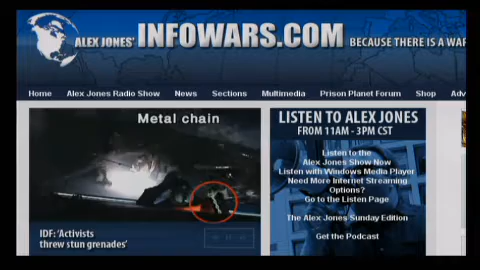 ALEX JONES' INFOWARS.COM BECAUSE THERE IS A WAR
Home Alex Jones Radio Show News Sections Multimedia Prison Planet Forum Shop Adv
Metal chain
IDF: 'Activists
threw stun grenades'
LISTEN TO ALEX JONES
FROM 11AM - 3PM CST
Listen to the
Alex Jones Show Now
Listen with Windows Media Player
Need More Internet Streaming
Options?
Go to the Listen Page
The Alex Jones Sunday Edition
Get the Podcast